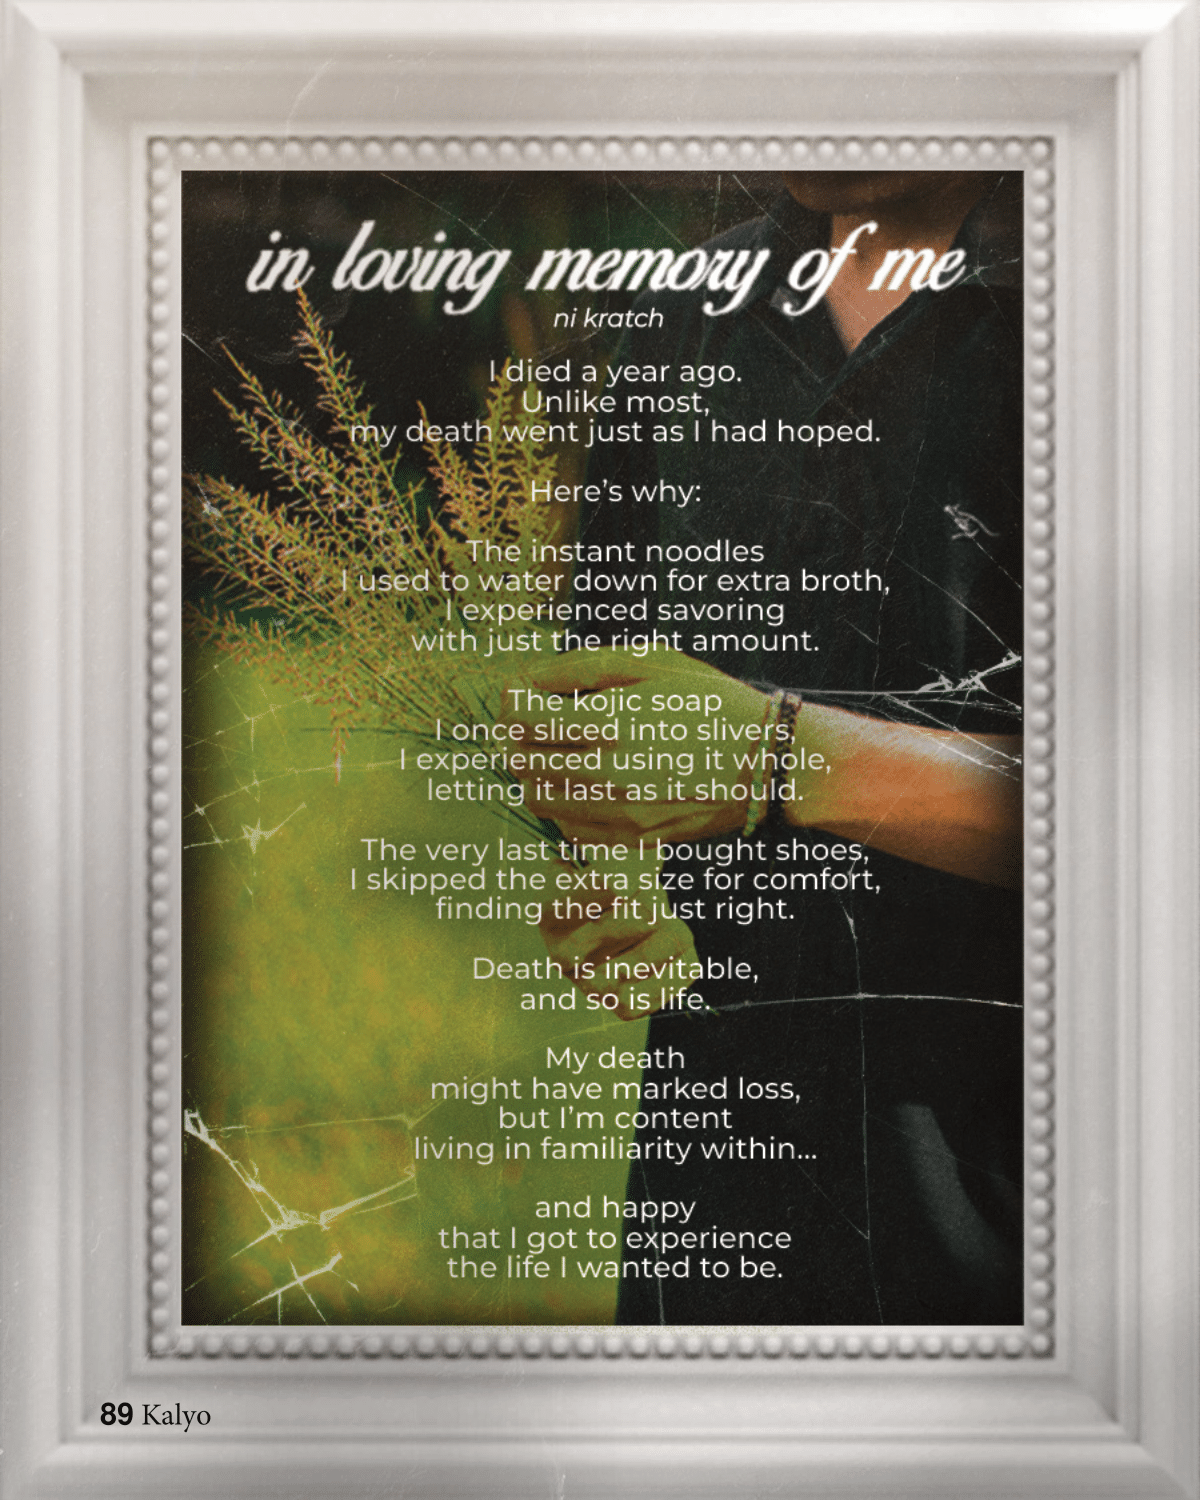 in loving memory of me
ni kratch
I died a year ago.
Unlike most,
my death went just as I had hoped.
Here’s why:
The instant noodles
I used to water down for extra broth,
I experienced savoring
with just the right amount.
The kojic soap
I once sliced into slivers,
I experienced using it whole,
letting it last as it should.
The very last time I bought shoes,
I skipped the extra size for comfort,
finding the fit just right.
Death is inevitable,
and so is life.
My death
might have marked loss,
but I’m content
living in familiarity within...
and happy
that I got to experience
the life I wanted to be.
89 Kalyo